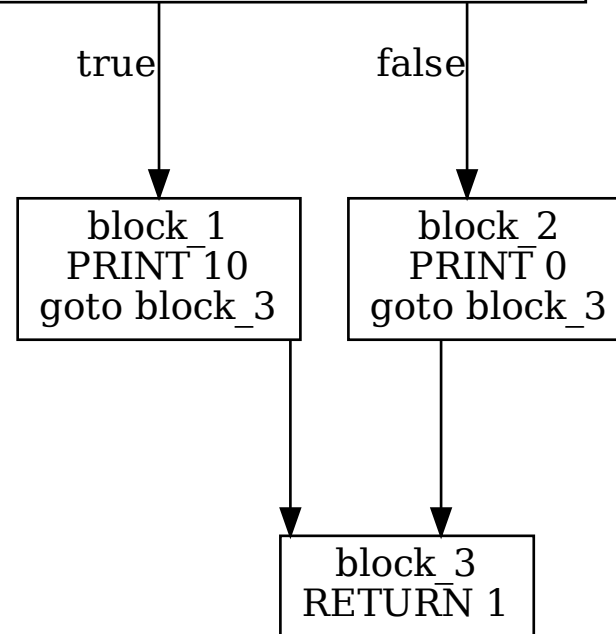 true
false
block_1
PRINT 10
goto block_3
block_2
PRINT 0
goto block_3
block_3
RETURN 1